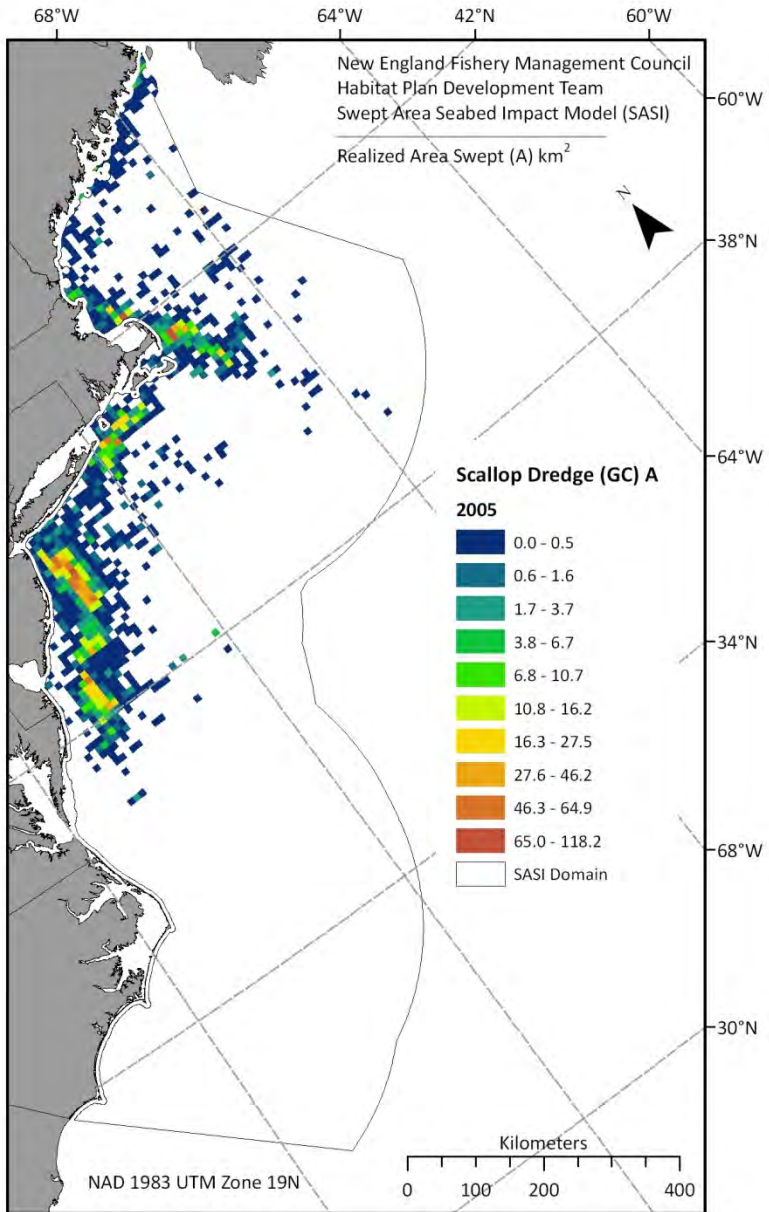 68°W
64°W
42°N
60°W
New England Fishery Management Council
Habitat Plan Development Team
Swept Area Seabed Impact Model (SASI)
Realized Area Swept (A) km²
60°W
N
38°N
64°W
Scallop Dredge (GC) A
2005
0.0 - 0.5
0.6 - 1.6
1.7 - 3.7
3.8 - 6.7
6.8 - 10.7
10.8 - 16.2
16.3 - 27.5
27.6 - 46.2
46.3 - 64.9
65.0 - 118.2
SASI Domain
34°N
68°W
30°N
Kilometers
0 100 200 400
NAD 1983 UTM Zone 19N